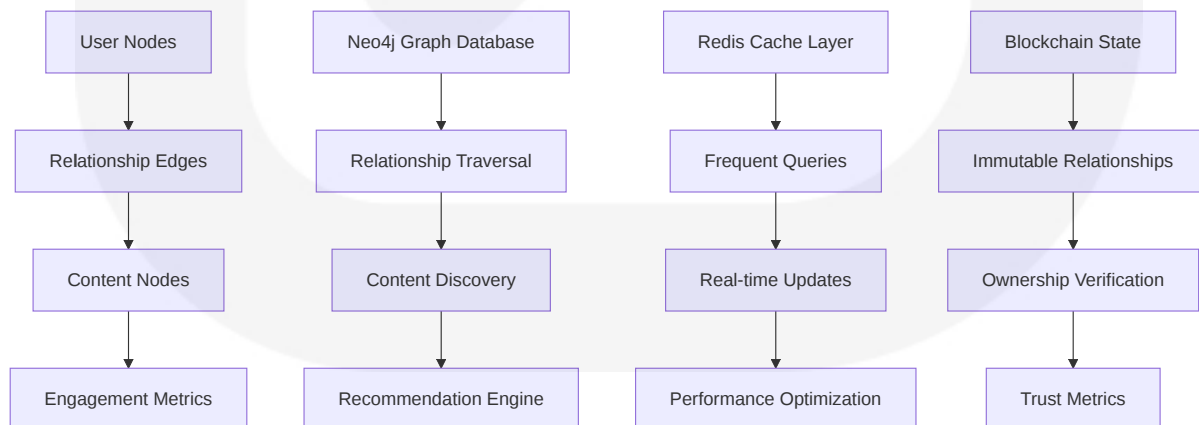 User Nodes
Neo4j Graph Database
Redis Cache Layer
Blockchain State
Relationship Edges
Relationship Traversal
Frequent Queries
Immutable Relationships
Content Nodes
Content Discovery
Real-time Updates
Ownership Verification
Engagement Metrics
Recommendation Engine
Performance Optimization
Trust Metrics